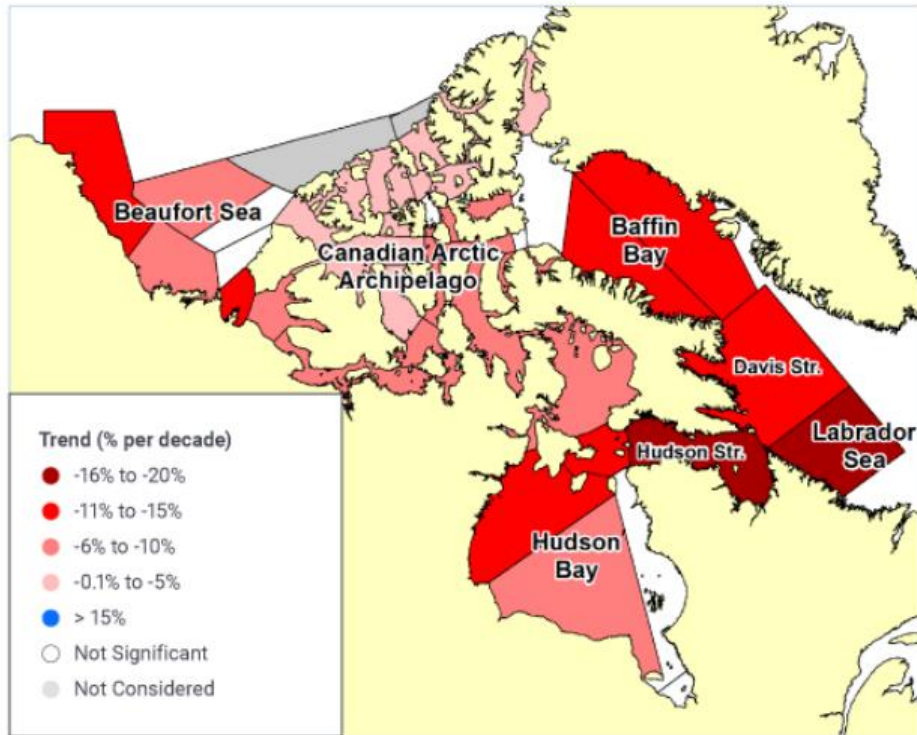 Beaufort Sea
Canadian Arctic
Archipelago
Baffin
Bay
Davis Str.
Labrador
Sea
Hudson Str.
Hudson
Bay
Trend (% per decade)
-16% to -20%
-11% to -15%
-6% to -10%
-0.1% to -5%
> 15%
Not Significant
Not Considered